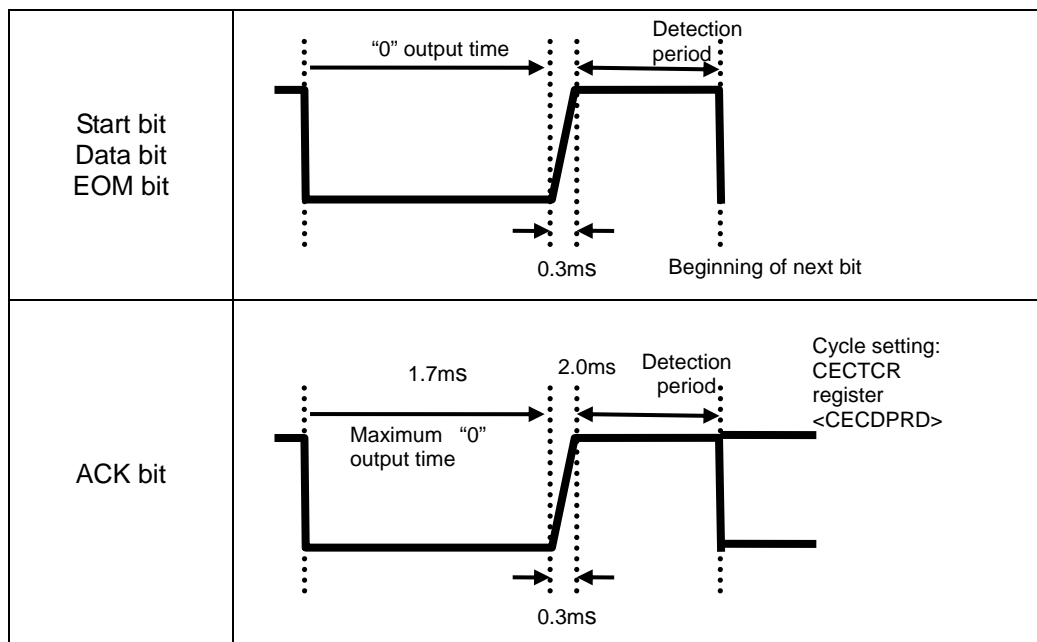 Start bit
Data bit
EOM bit
“0” output time
Detection
period
0.3ms
Beginning of next bit
ACK bit
1.7ms
2.0ms
Detection
period
Maximum “0”
output time
Cycle setting:
CECTCR
register
<CECDPRD>
0.3ms